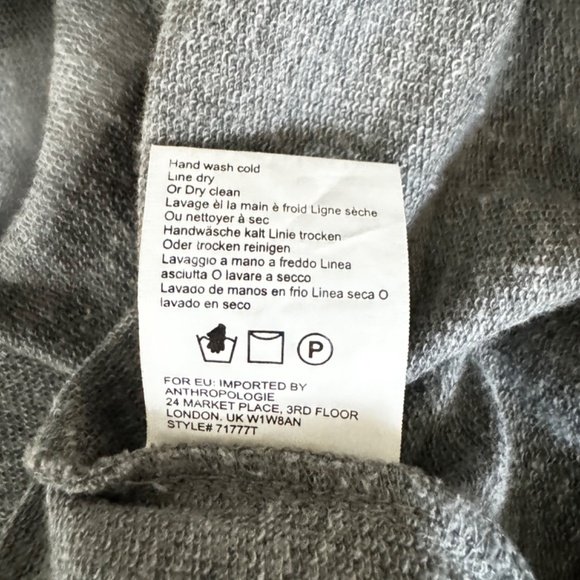 Hand wash cold
Line dry
Or Dry clean
Lavage èl la main è froid Ligne sèche
Ou nettoyer à sec
Handwäsche kalt Linie trocken
Oder trocken reinigen
Lavaggio a mano a freddo Linea
asciutta O lavare a secco
Lavado de manos en frio Linea seca O
lavado en seco
P
FOR EU: IMPORTED BY
ANTHROPOLOGIE
24 MARKET PLACE, 3RD FLOOR
LONDON, UK W1W8AN
STYLE# 71777T